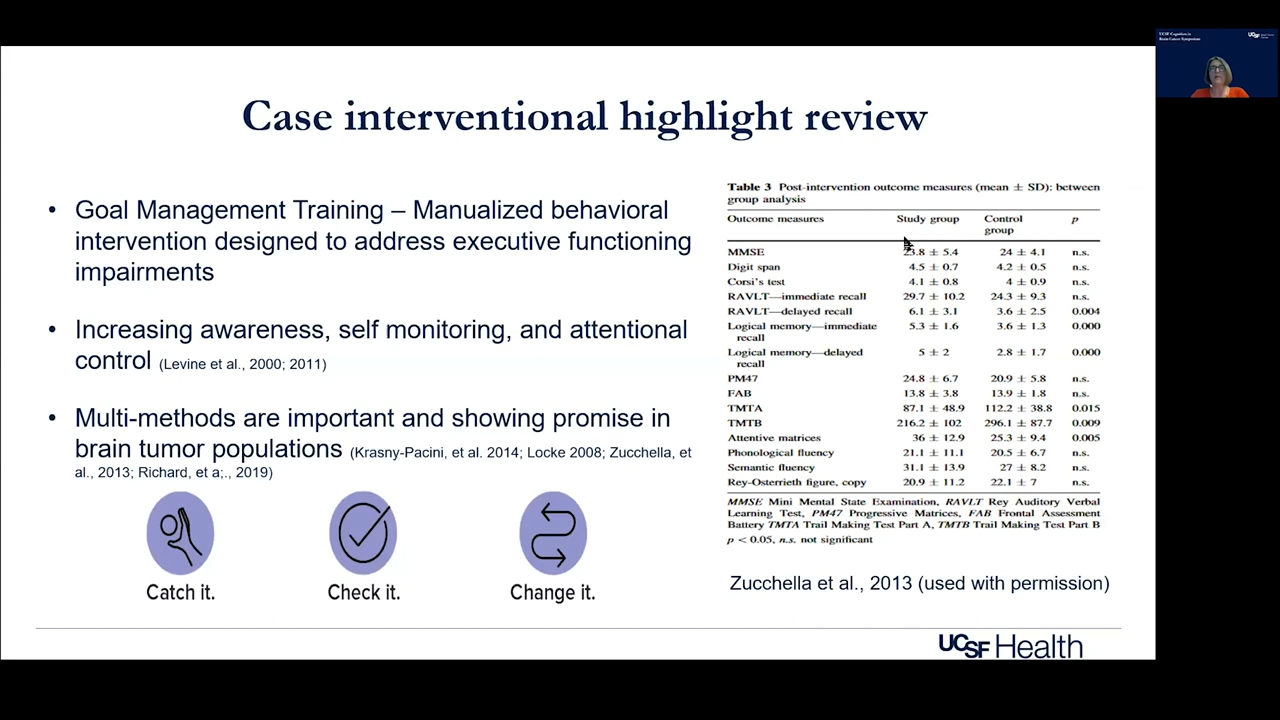 UCSF Cognition in
Brain Cancer Symposium
UCSF
Case interventional highlight review
• Goal Management Training – Manualized behavioral
intervention designed to address executive functioning
impairments
• Increasing awareness, self monitoring, and attentional
control (Levine et al., 2000; 2011)
• Multi-methods are important and showing promise in
brain tumor populations (Krasny-Pacini, et al. 2014; Locke 2008; Zucchella, et
al., 2013; Richard, et a;., 2019)
Catch it.
Check it.
Change it.
Table 3 Post-intervention outcome measures (mean ± SD): between
group analysis
Outcome measures Study group Control p
group
MMSE 23.8 ± 5.4 24 ± 4.1 n.s.
Digit span 4.5 ± 0.7 4.2 ± 0.5 n.s.
Corsi's test 4.1 ± 0.8 4 ± 0.9 n.s.
RAVLT—immediate recall 29.7 ± 10.2 24.3 ± 9.3 n.s.
RAVLT—delayed recall 6.1 ± 3.1 3.6 ± 2.5 0.004
Logical memory—immediate 5.3 ± 1.6 3.6 ± 1.3 0.000
recall
Logical memory—delayed 5 ± 2 2.8 ± 1.7 0.000
recall
PM47 24.8 ± 6.7 20.9 ± 5.8 n.s.
FAB 13.8 ± 3.8 13.9 ± 1.8 n.s.
TMTA 87.1 ± 48.9 112.2 ± 38.8 0.015
TMTB 216.2 ± 102 296.1 ± 87.7 0.009
Attentive matrices 36 ± 12.9 25.3 ± 9.4 0.005
Phonological fluency 21.1 ± 11.1 20.5 ± 6.7 n.s.
Semantic fluency 31.1 ± 13.9 27 ± 8.2 n.s.
Rey-Osterrieth figure, copy 20.9 ± 11.2 22.1 ± 7 n.s.
MMSE Mini Mental State Examination, RAVLT Rey Auditory Verbal
Learning Test, PM47 Progressive Matrices, FAB Frontal Assessment
Battery TMTA Trail Making Test Part A, TMTB Trail Making Test Part B
p < 0.05, n.s. not significant
Zucchella et al., 2013 (used with permission)
UCSF Health